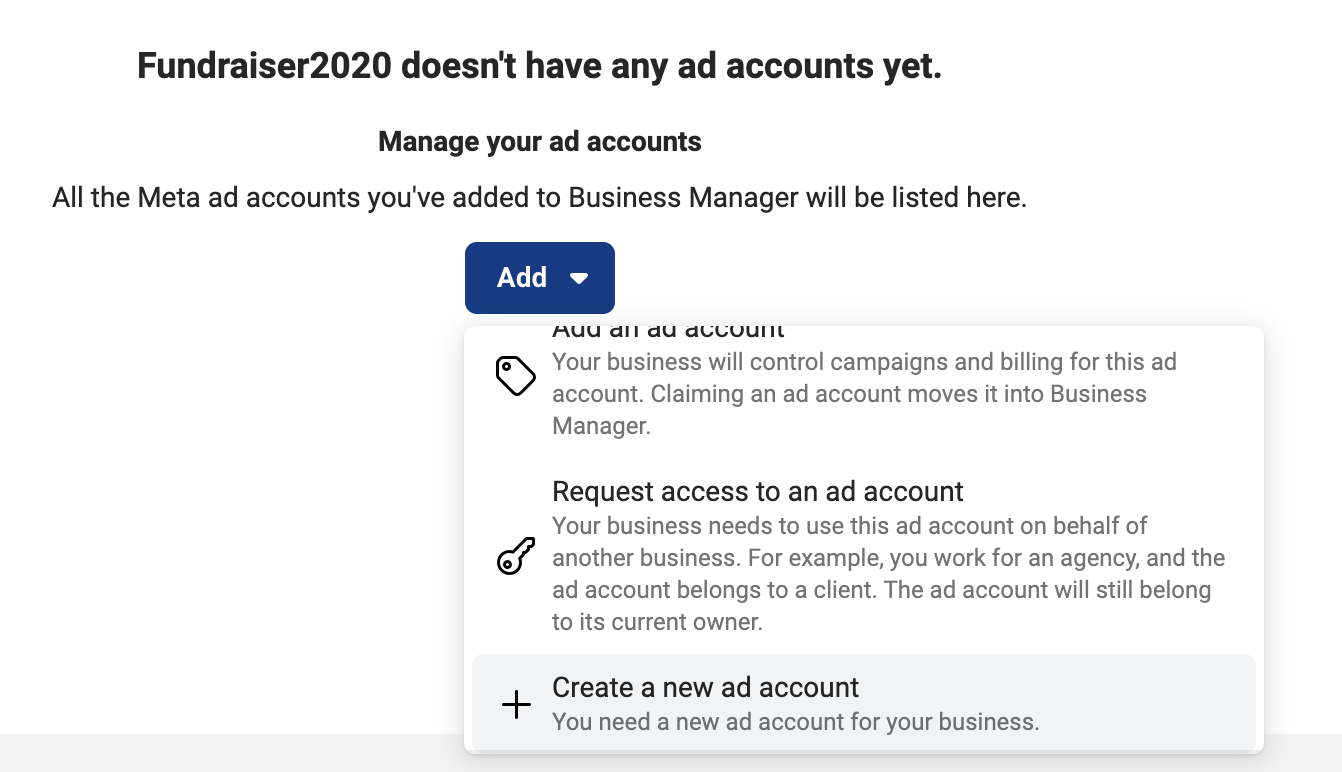 Fundraiser2020 doesn't have any ad accounts yet.
Manage your ad accounts
All the Meta ad accounts you've added to Business Manager will be listed here.
Add
Add an ad account
Your business will control campaigns and billing for this ad
account. Claiming an ad account moves it into Business
Manager.
Request access to an ad account
Your business needs to use this ad account on behalf of
another business. For example, you work for an agency, and the
ad account belongs to a client. The ad account will still belong
to its current owner.
Create a new ad account
You need a new ad account for your business.